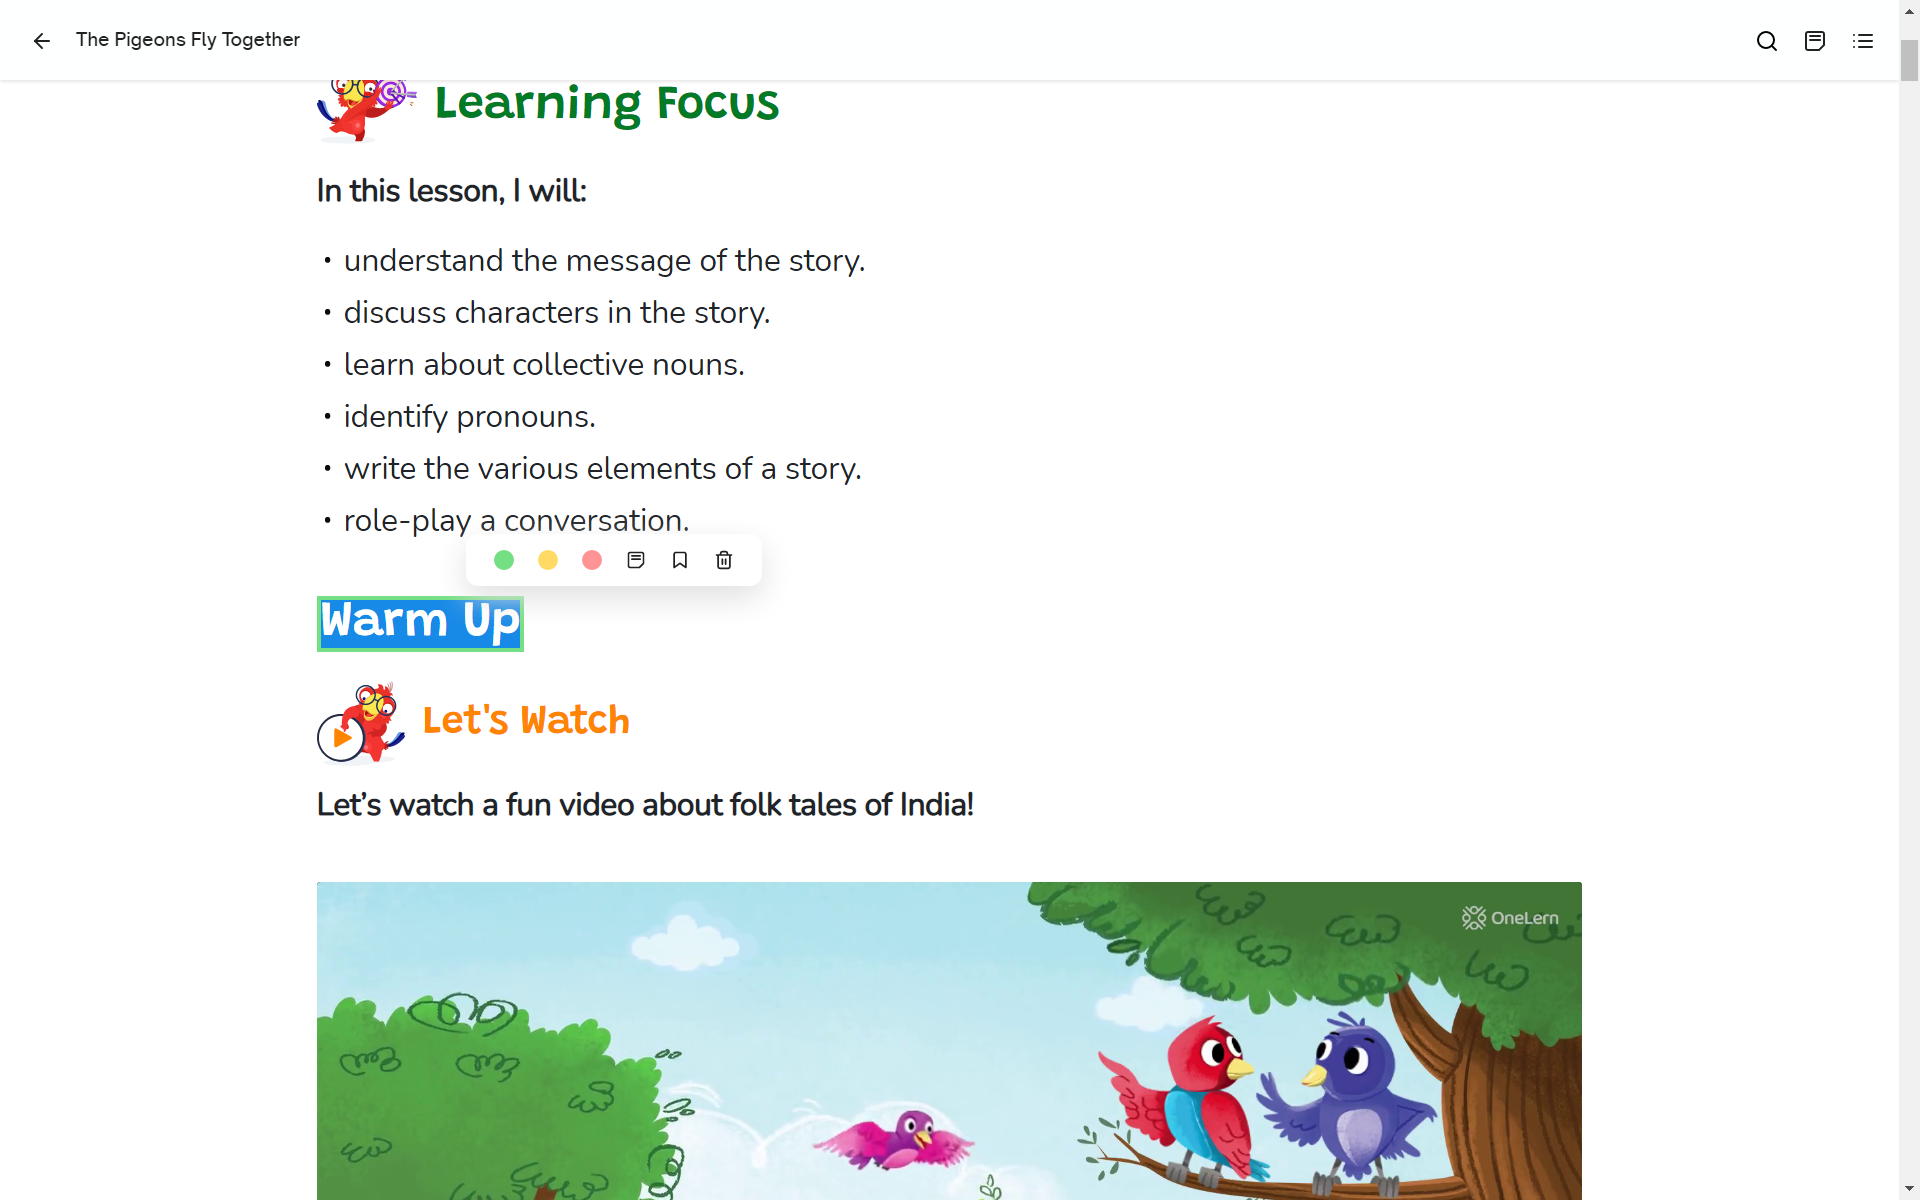 The Pigeons Fly Together
Learning Focus
In this lesson, I will:
• understand the message of the story.
• discuss characters in the story.
• learn about collective nouns.
• identify pronouns.
• write the various elements of a story.
• role-play a conversation.
Warm Up
Let's Watch
Let’s watch a fun video about folk tales of India!
OneLern